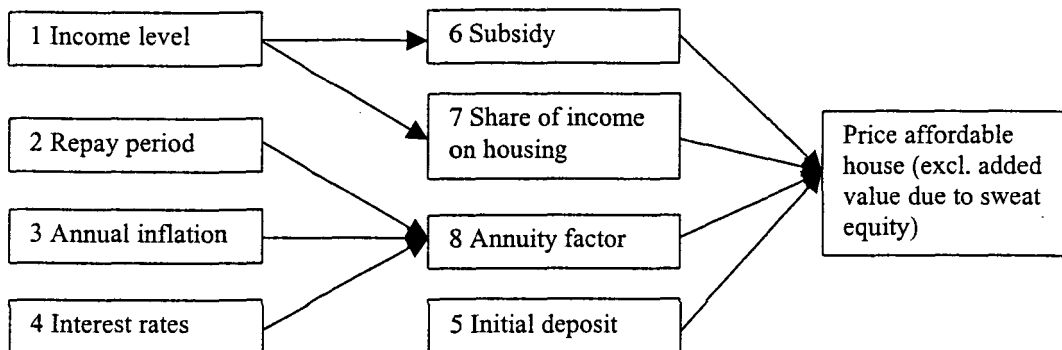 1 Income level
2 Repay period
3 Annual inflation
4 Interest rates
6 Subsidy
7 Share of income
on housing
8 Annuity factor
5 Initial deposit
Price affordable
house (excl. added
value due to sweat
equity)